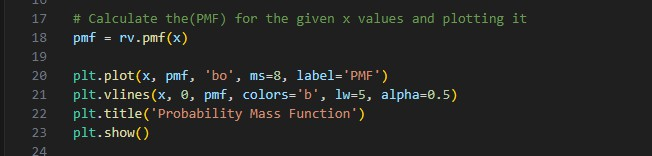 17 # Calculate the(PMF) for the given x values and plotting it
18 pmf = rv.pmf(x)
19
20 plt.plot(x, pmf, 'bo', ms=8, label='PMF')
21 plt.vlines(x, 0, pmf, colors='b', lw=5, alpha=0.5)
22 plt.title('Probability Mass Function')
23 plt.show()
24